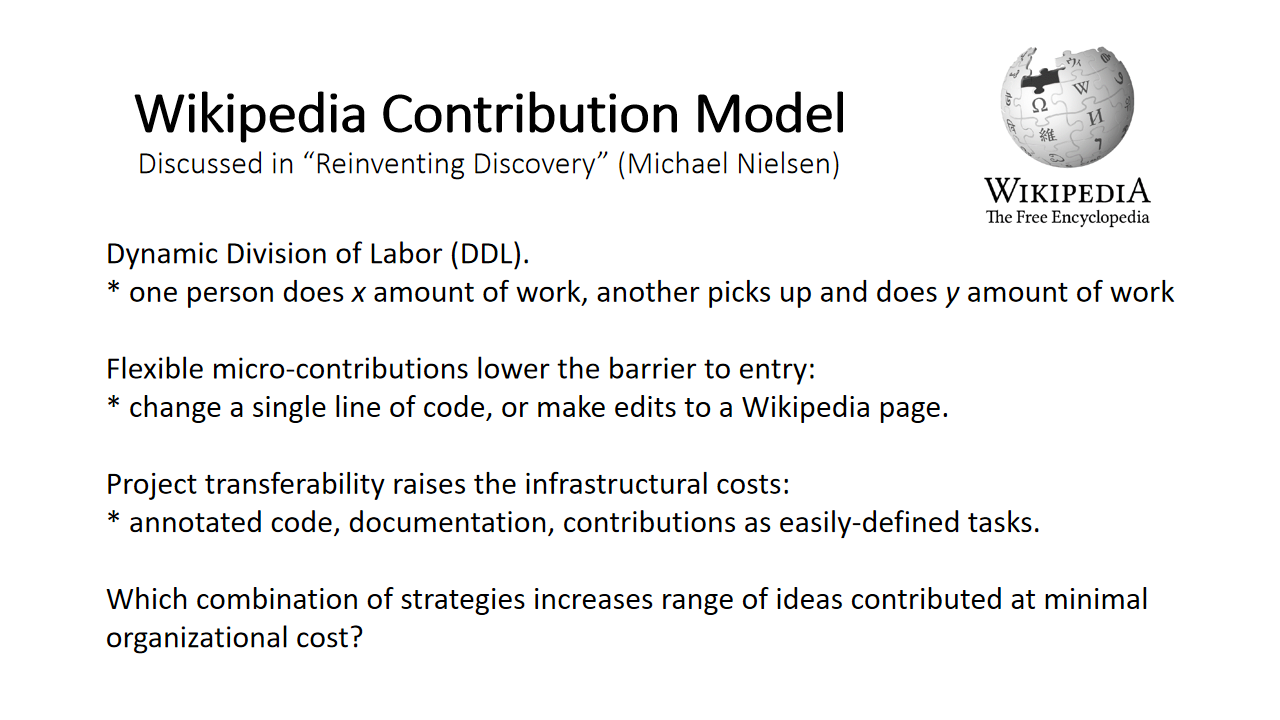 Wikipedia Contribution Model
Discussed in “Reinventing Discovery” (Michael Nielsen)
WIKIPEDIA
The Free Encyclopedia
Dynamic Division of Labor (DDL).
* one person does x amount of work, another picks up and does y amount of work
Flexible micro-contributions lower the barrier to entry:
* change a single line of code, or make edits to a Wikipedia page.
Project transferability raises the infrastructural costs:
* annotated code, documentation, contributions as easily-defined tasks.
Which combination of strategies increases range of ideas contributed at minimal
organizational cost?